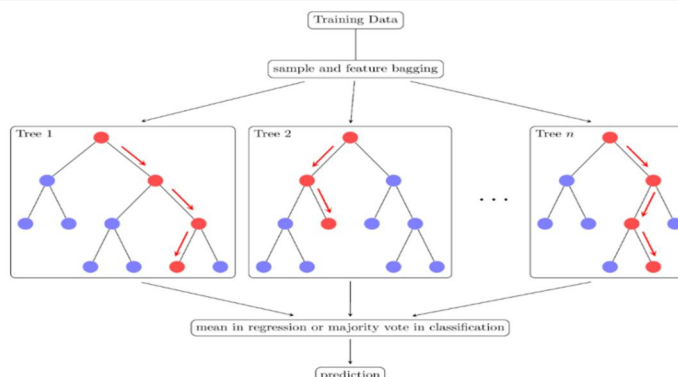 Training Data
sample and feature bagging
Tree 1
Tree 2
Tree n
...
mean in regression or majority vote in classification
prediction